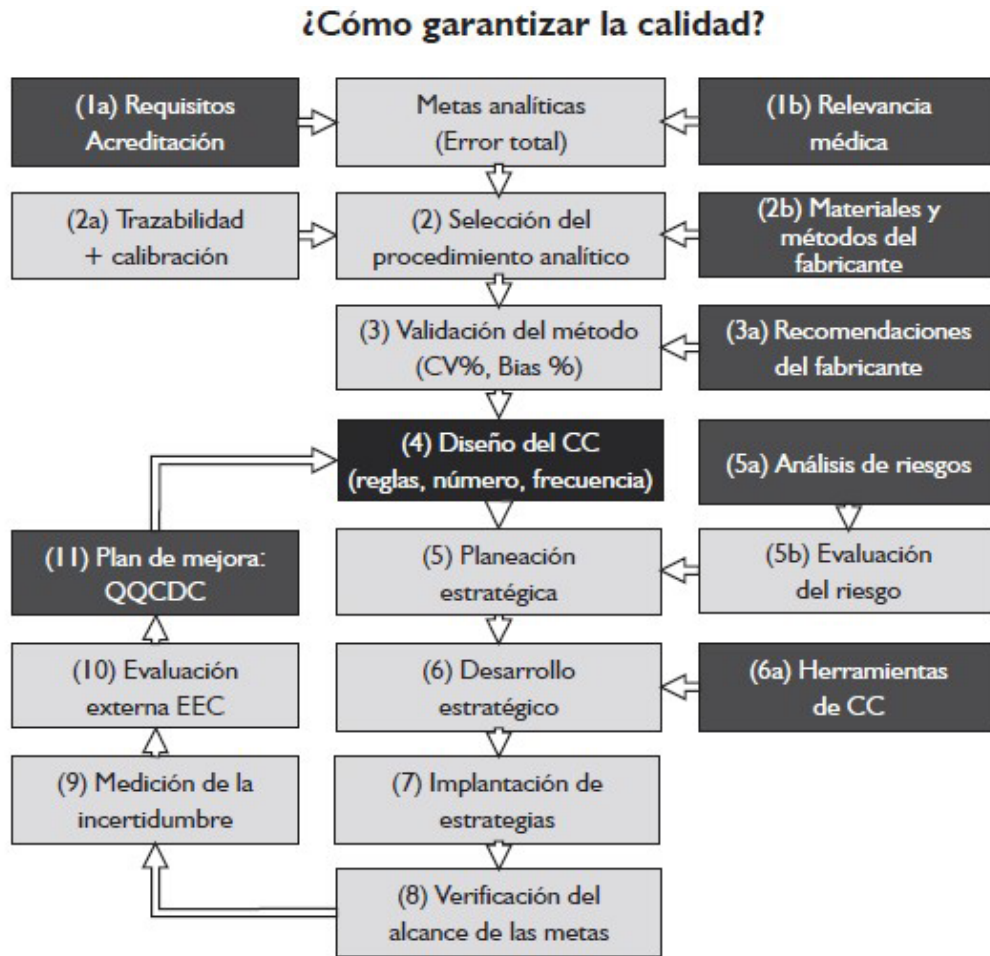 ¿Cómo garantizar la calidad?
(1a) Requisitos
Acreditación
Metas analíticas
(Error total)
(1b) Relevancia
médica
(2a) Trazabilidad
+ calibración
(2) Selección del
procedimiento analítico
(2b) Materiales y
métodos del
fabricante
(3) Validación del método
(CV%, Bias %)
(3a) Recomendaciones
del fabricante
(4) Diseño del CC
(reglas, número, frecuencia)
(5a) Análisis de riesgos
(11) Plan de mejora:
QQCDC
(5) Planeación
estratégica
(5b) Evaluación
del riesgo
(10) Evaluación
externa EEC
(6) Desarrollo
estratégico
(6a) Herramientas
de CC
(9) Medición de la
incertidumbre
(7) Implantación de
estrategias
(8) Verificación del
alcance de las metas